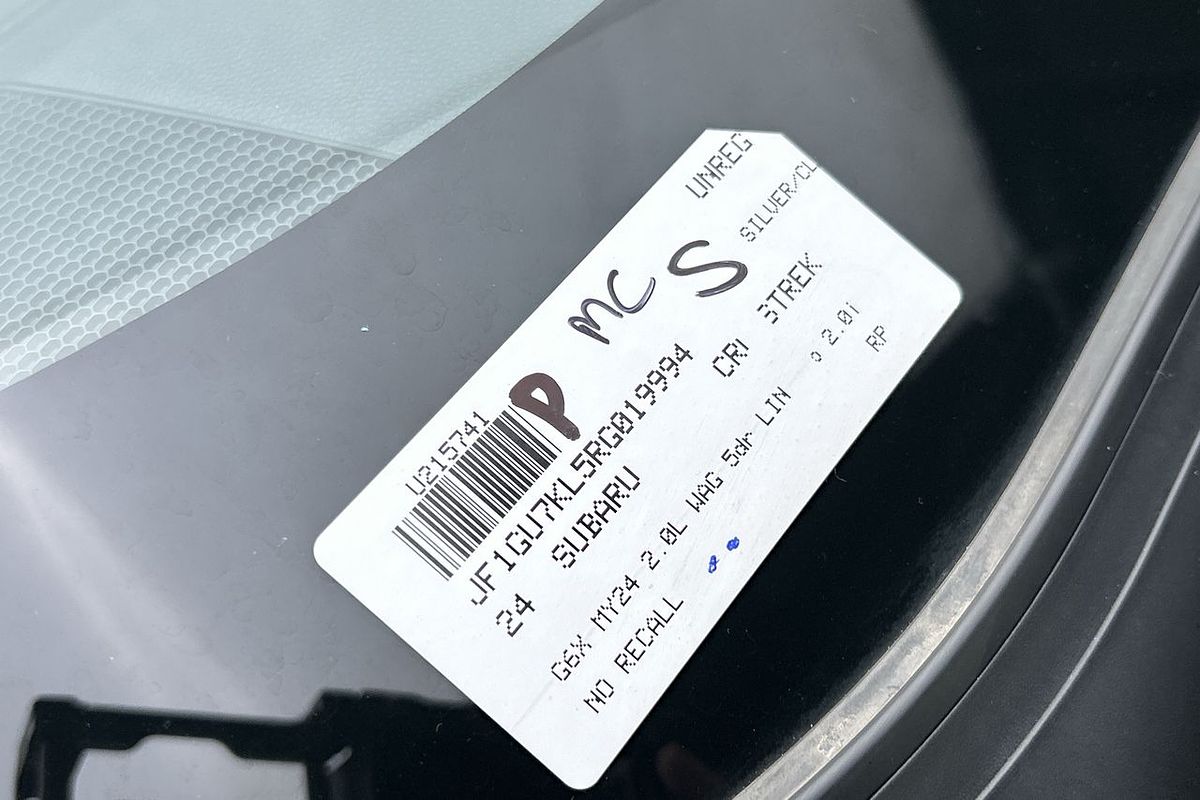 UNREG
U215741 P MC S SILVER/CL
JF1GU7KL5RG019994
24 SUBARU CR STREK
G6X MY24 2.0L WAG 5dr LIN 2.0i
NO RECALL RP